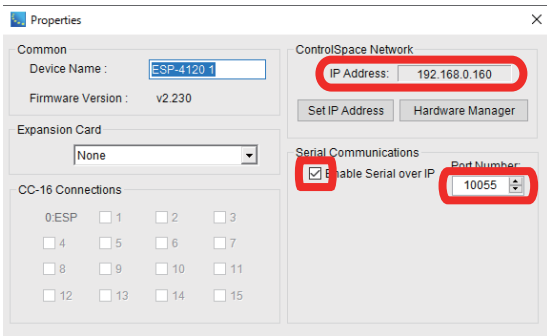 Properties
Common
Device Name :
ESP-4120 1
Firmware Version :
v2.230
Expansion Card
None
CC-16 Connections
0:ESP 1 2 3
4 5 6 7
8 9 10 11
12 13 14 15
ControlSpace Network
IP Address: 192.168.0.160
Set IP Address Hardware Manager
Serial Communications
Enable Serial over IP
Port Number:
10055